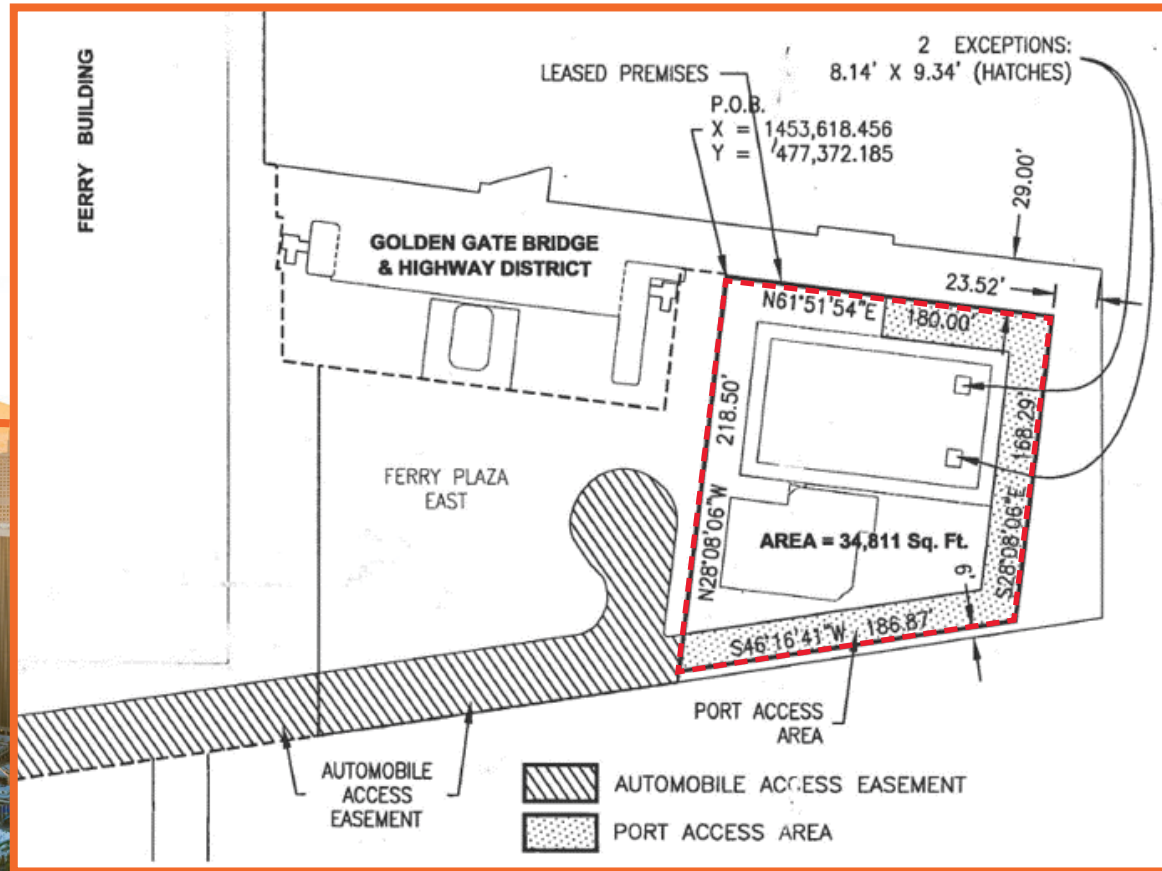 FERRY BUILDING
2 EXCEPTIONS:
8.14' X 9.34' (HATCHES)
LEASED PREMISES
P.O.B.
X = 1453,618.456
Y = 477,372.185
29.00'
GOLDEN GATE BRIDGE
& HIGHWAY DISTRICT
23.52'
N61°51'54"E
180.00'
218.50'
N28°08'06"W
168.29'
S28°08'06"E
FERRY PLAZA
EAST
AREA = 34,811 Sq. Ft.
6'
S46°16'41"W 186.87'
PORT ACCESS
AREA
AUTOMOBILE
ACCESS
EASEMENT
AUTOMOBILE ACCESS EASEMENT
PORT ACCESS AREA